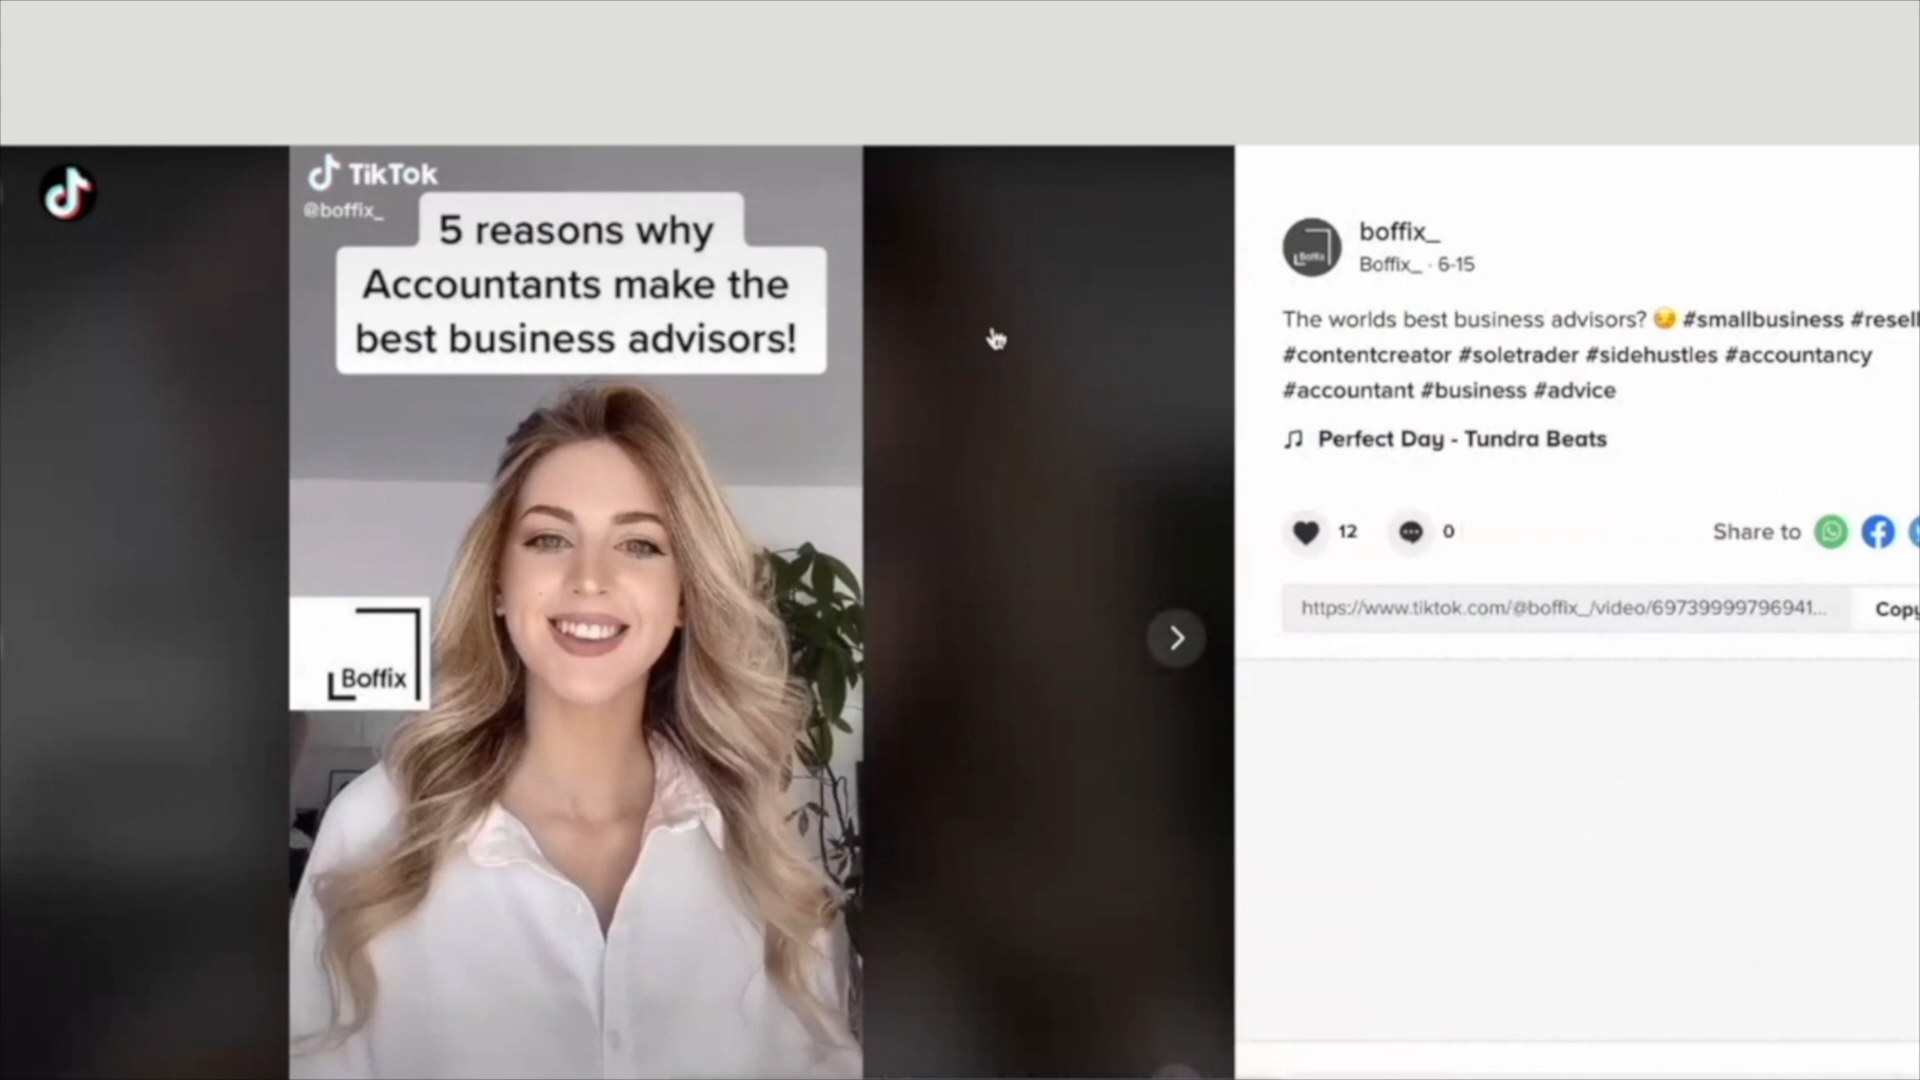 TikTok
@boffix_
5 reasons why
Accountants make the
best business advisors!
Boffix
boffix_
Boffix_ · 6-15
The worlds best business advisors? 😏 #smallbusiness #resell
#contentcreator #soletrader #sidehustles #accountancy
#accountant #business #advice
Perfect Day - Tundra Beats
12
0
Share to
https://www.tiktok.com/@boffix_/video/69739999796941...
Copy